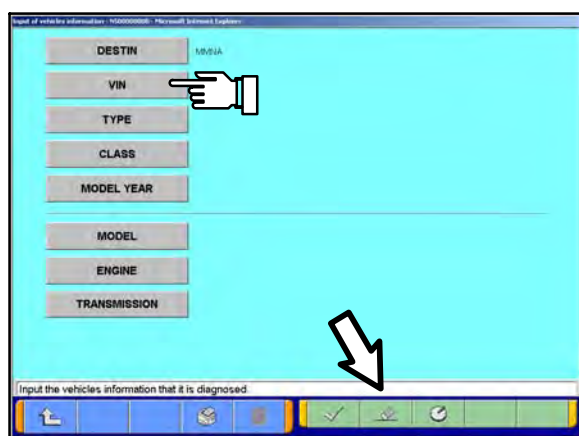 Input of vehicles information : NS00000000 - Microsoft Internet Explorer
DESTIN MMNA
VIN
TYPE
CLASS
MODEL YEAR
MODEL
ENGINE
TRANSMISSION
Input the vehicles information that it is diagnosed.